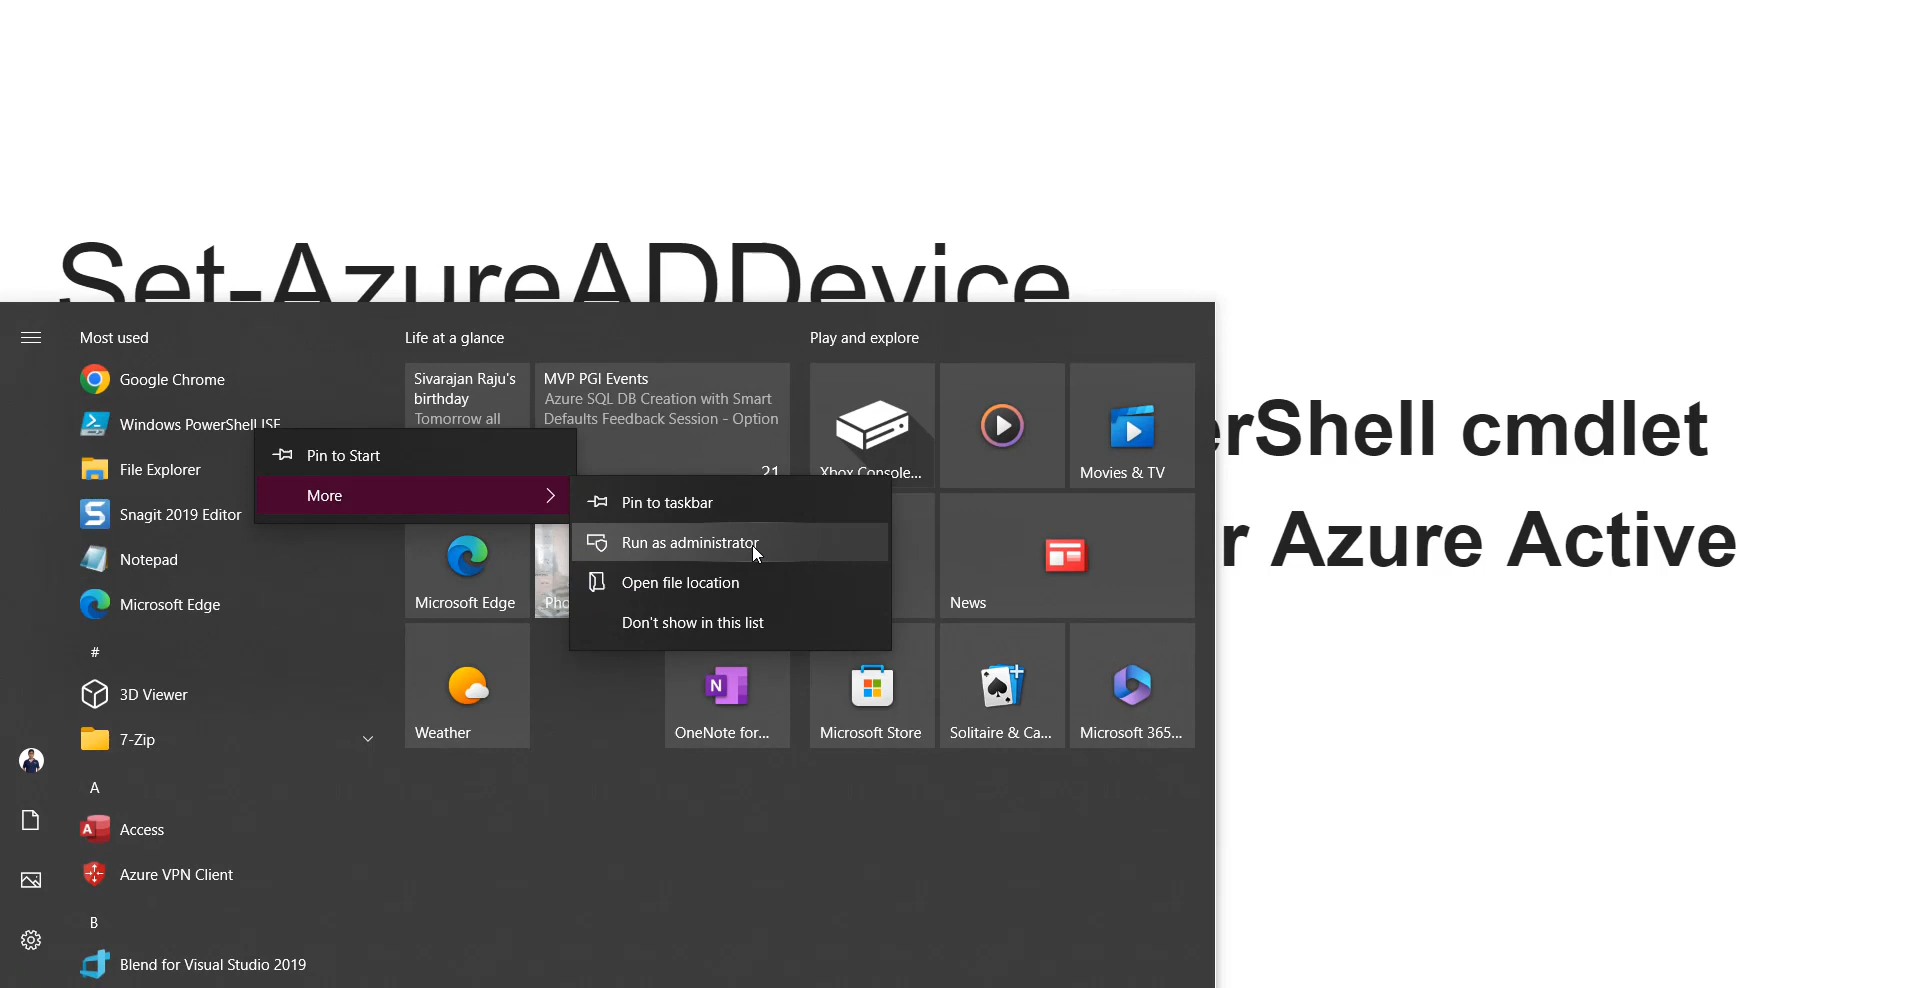 Set-AzureADDevice
erShell cmdlet
r Azure Active
Most used
Google Chrome
Windows PowerShell ISE
File Explorer
Snagit 2019 Editor
Notepad
Microsoft Edge
#
3D Viewer
7-Zip
A
Access
Azure VPN Client
B
Blend for Visual Studio 2019
Pin to Start
More
Pin to taskbar
Run as administrator
Open file location
Don't show in this list
Life at a glance
Sivarajan Raju's
birthday
Tomorrow all
MVP PGI Events
Azure SQL DB Creation with Smart
Defaults Feedback Session - Option
21
Microsoft Edge
Pho
Weather
OneNote for...
Play and explore
Xbox Console...
Movies & TV
News
Microsoft Store
Solitaire & Ca...
Microsoft 365...